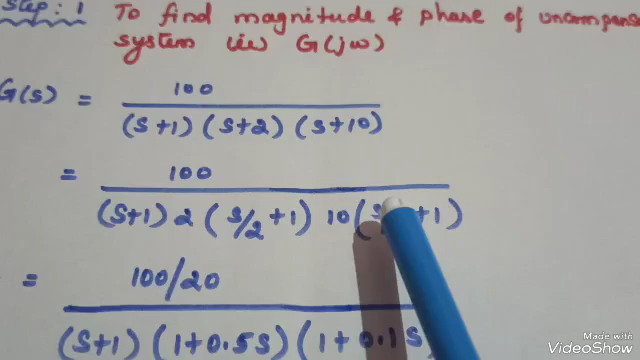 Step : 1 To find magnitude & phase of
system (ie) G(jω)
G(s) = 100
(S+1) (S+2) (S+10)
= 100
(S+1) 2 (s/2 +1) 10( +1)
= 100/20
(S+1) (1+0.5S) (1+0.1S
Made with
VideoShow